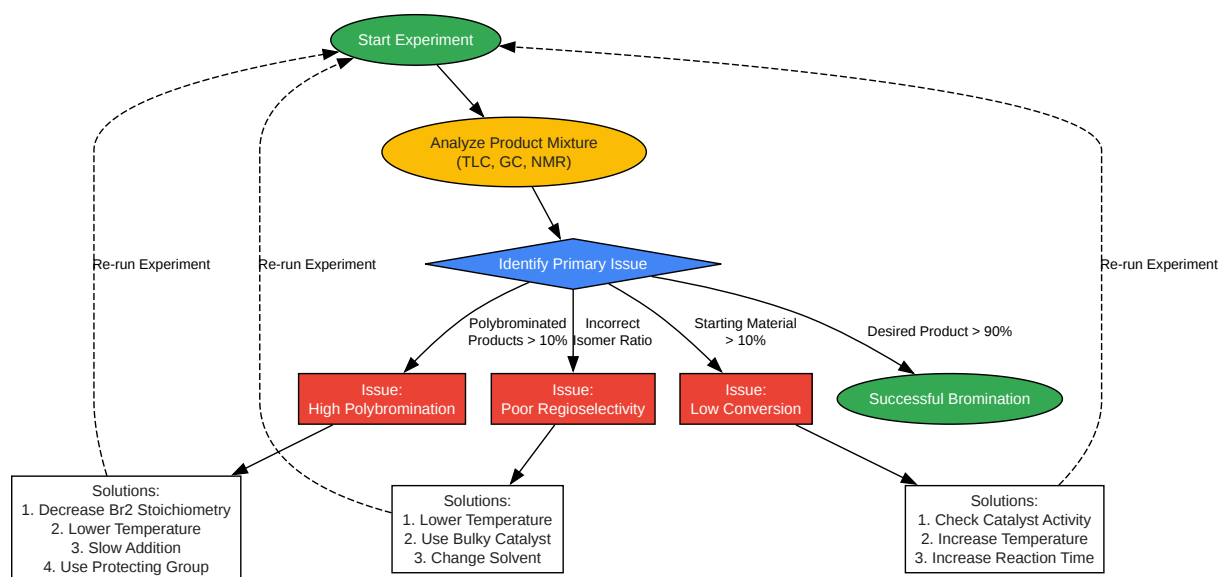 Start Experiment
Analyze Product Mixture
(TLC, GC, NMR)
Re-run Experiment
Re-run Experiment
Identify Primary Issue
Re-run Experiment
Polybrominated
Products > 10%
Incorrect
Isomer Ratio
Starting Material
> 10%
Desired Product > 90%
Issue:
High Polybromination
Issue:
Poor Regioselectivity
Issue:
Low Conversion
Successful Bromination
Solutions:
1. Decrease Br2 Stoichiometry
2. Lower Temperature
3. Slow Addition
4. Use Protecting Group
Solutions:
1. Lower Temperature
2. Use Bulky Catalyst
3. Change Solvent
Solutions:
1. Check Catalyst Activity
2. Increase Temperature
3. Increase Reaction Time